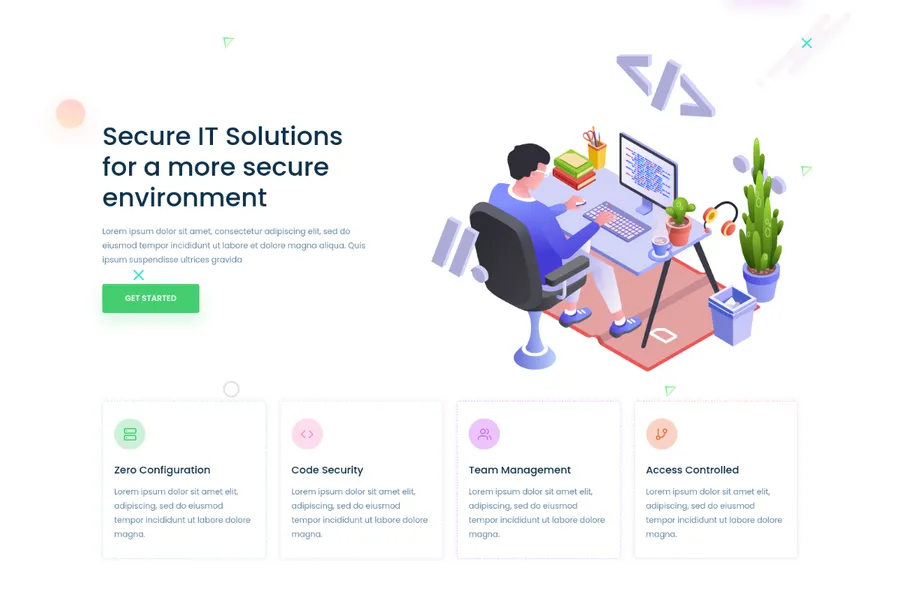 Secure IT Solutions
for a more secure
environment
Lorem ipsum dolor sit amet, consectetur adipiscing elit, sed do
eiusmod tempor incididunt ut labore et dolore magna aliqua. Quis
ipsum suspendisse ultrices gravida
GET STARTED
Zero Configuration
Lorem ipsum dolor sit amet elit,
adipiscing, sed do eiusmod
tempor incididunt ut labore dolore
magna.
Code Security
Lorem ipsum dolor sit amet elit,
adipiscing, sed do eiusmod
tempor incididunt ut labore dolore
magna.
Team Management
Lorem ipsum dolor sit amet elit,
adipiscing, sed do eiusmod
tempor incididunt ut labore dolore
magna.
Access Controlled
Lorem ipsum dolor sit amet elit,
adipiscing, sed do eiusmod
tempor incididunt ut labore dolore
magna.